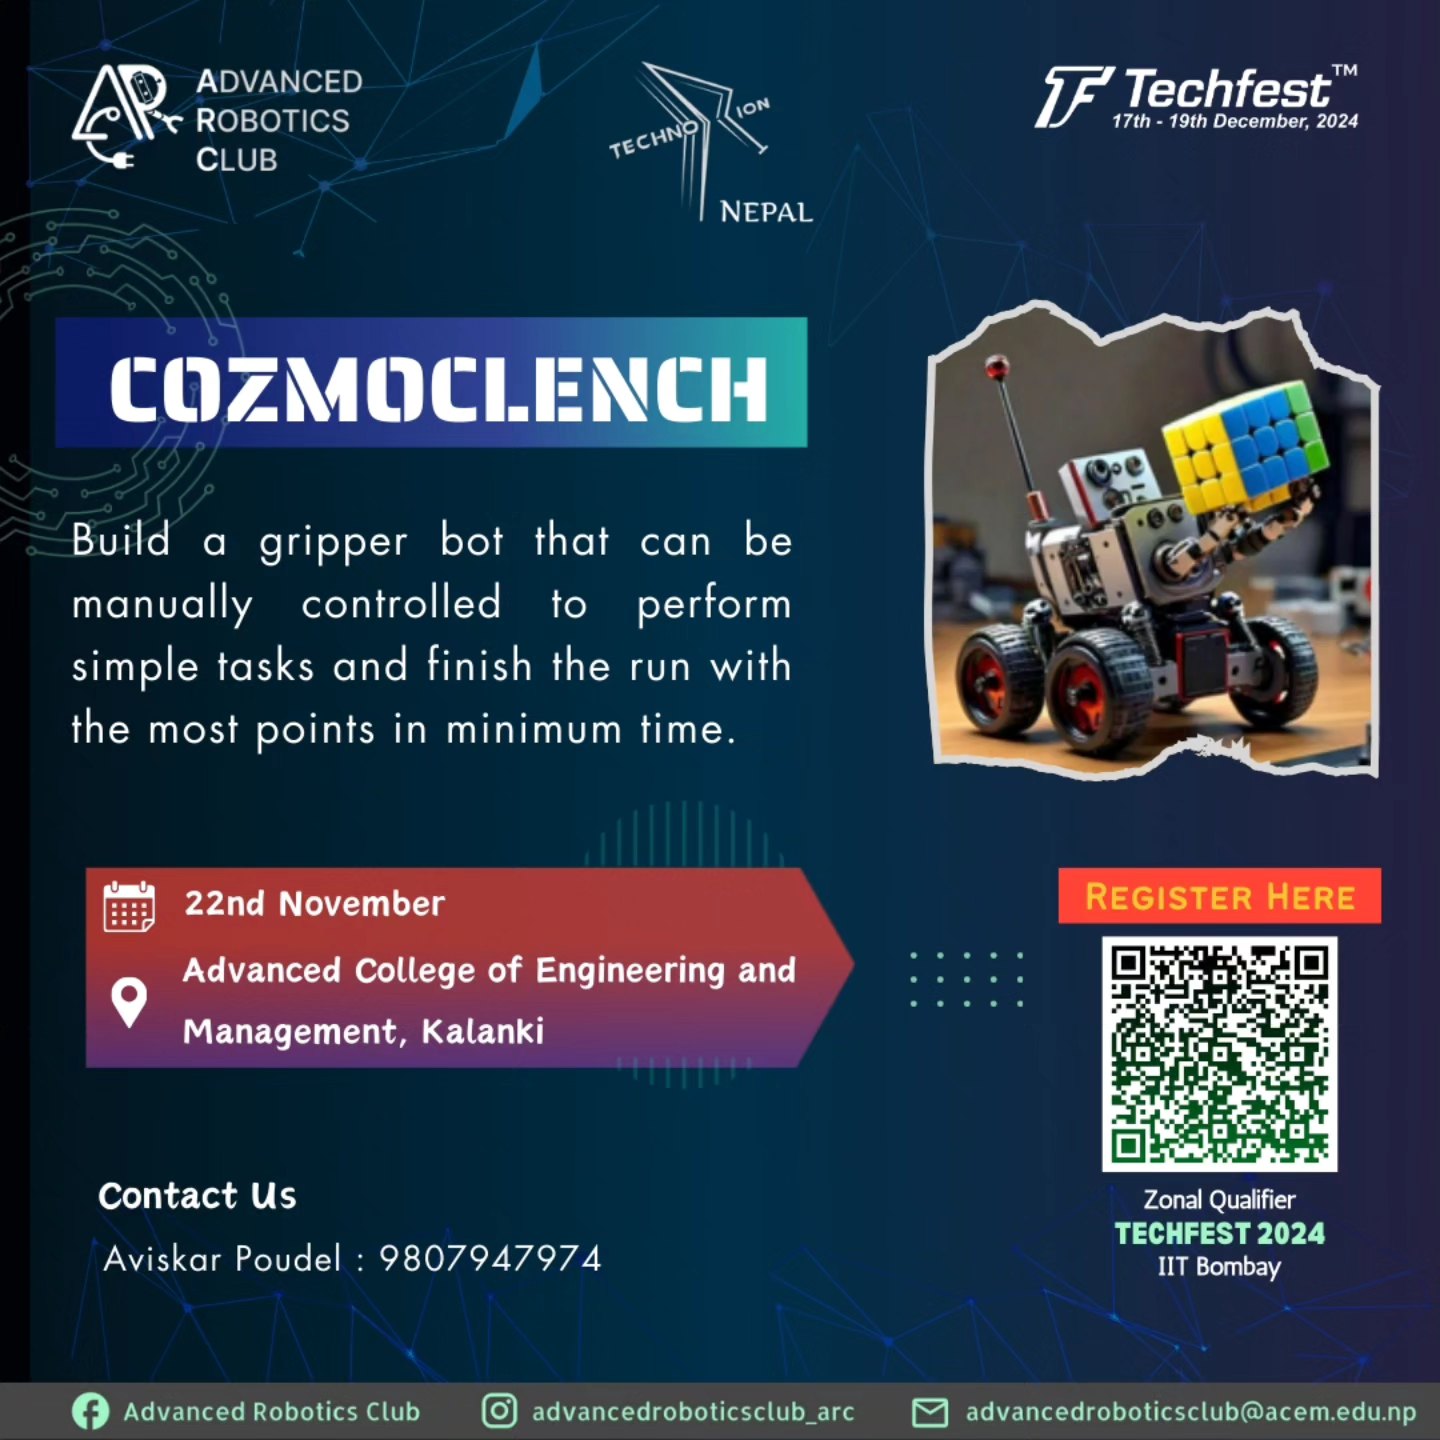 ADVANCED
ROBOTICS
CLUB
TECHNORION
NEPAL
Techfest™
17th - 19th December, 2024
COZMOCLENCH
Build a gripper bot that can be
manually controlled to perform
simple tasks and finish the run with
the most points in minimum time.
22nd November
Advanced College of Engineering and
Management, Kalanki
REGISTER HERE
Zonal Qualifier
TECHFEST 2024
IIT Bombay
Contact Us
Aviskar Poudel : 9807947974
Advanced Robotics Club
advancedroboticsclub_arc
advancedroboticsclub@acem.edu.np